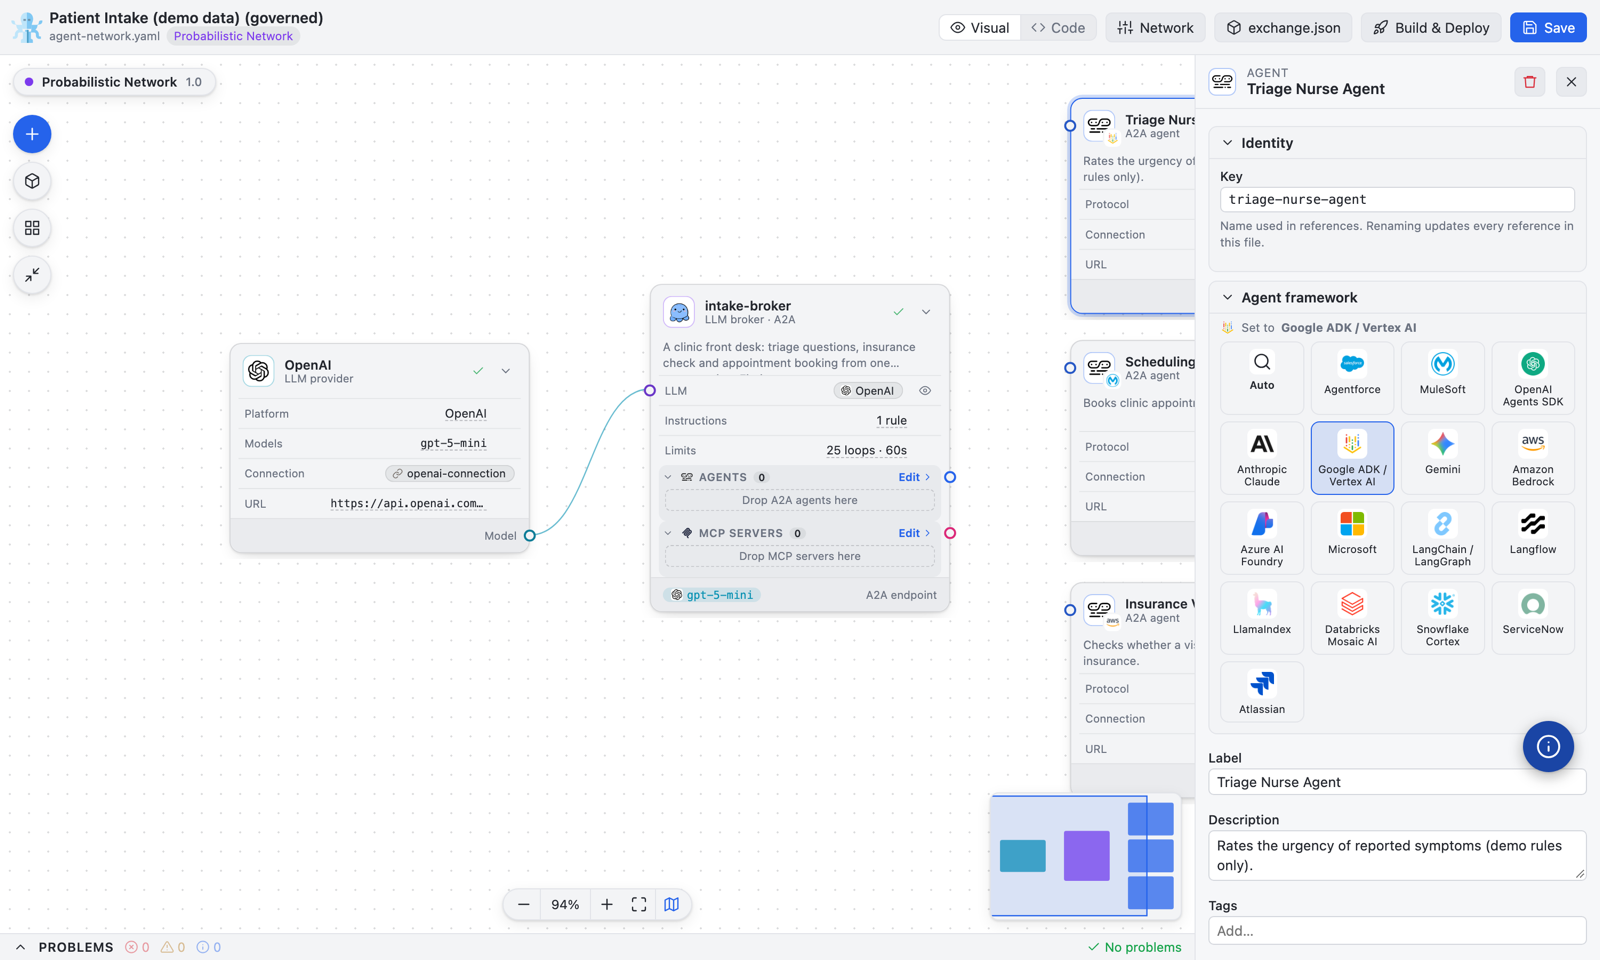 Patient Intake (demo data) (governed)
agent-network.yaml Probabilistic Network
Visual
Code
Network
exchange.json
Build & Deploy
Save
Probabilistic Network 1.0
OpenAI
LLM provider
Platform OpenAI
Models gpt-5-mini
Connection openai-connection
URL https://api.openai.com…
Model
intake-broker
LLM broker · A2A
A clinic front desk: triage questions, insurance
check and appointment booking from one…
LLM OpenAI
Instructions 1 rule
Limits 25 loops · 60s
AGENTS 0 Edit
Drop A2A agents here
MCP SERVERS 0 Edit
Drop MCP servers here
gpt-5-mini A2A endpoint
Triage Nurs
A2A agent
Rates the urgency of
rules only).
Protocol
Connection
URL
Scheduling
A2A agent
Books clinic appointn
Protocol
Connection
URL
Insurance V
A2A agent
aws
Checks whether a vis
insurance.
Protocol
Connection
URL
94%
PROBLEMS 0 0 0
No problems
AGENT
Triage Nurse Agent
Identity
Key
triage-nurse-agent
Name used in references. Renaming updates every reference in
this file.
Agent framework
Set to Google ADK / Vertex AI
Auto
Agentforce
MuleSoft
OpenAI
Agents SDK
Anthropic
Claude
Google ADK /
Vertex AI
Gemini
aws
Amazon
Bedrock
Azure AI
Foundry
Microsoft
LangChain /
LangGraph
Langflow
LlamaIndex
Databricks
Mosaic AI
Snowflake
Cortex
ServiceNow
Atlassian
Label
Triage Nurse Agent
Description
Rates the urgency of reported symptoms (demo rules
only).
Tags
Add...